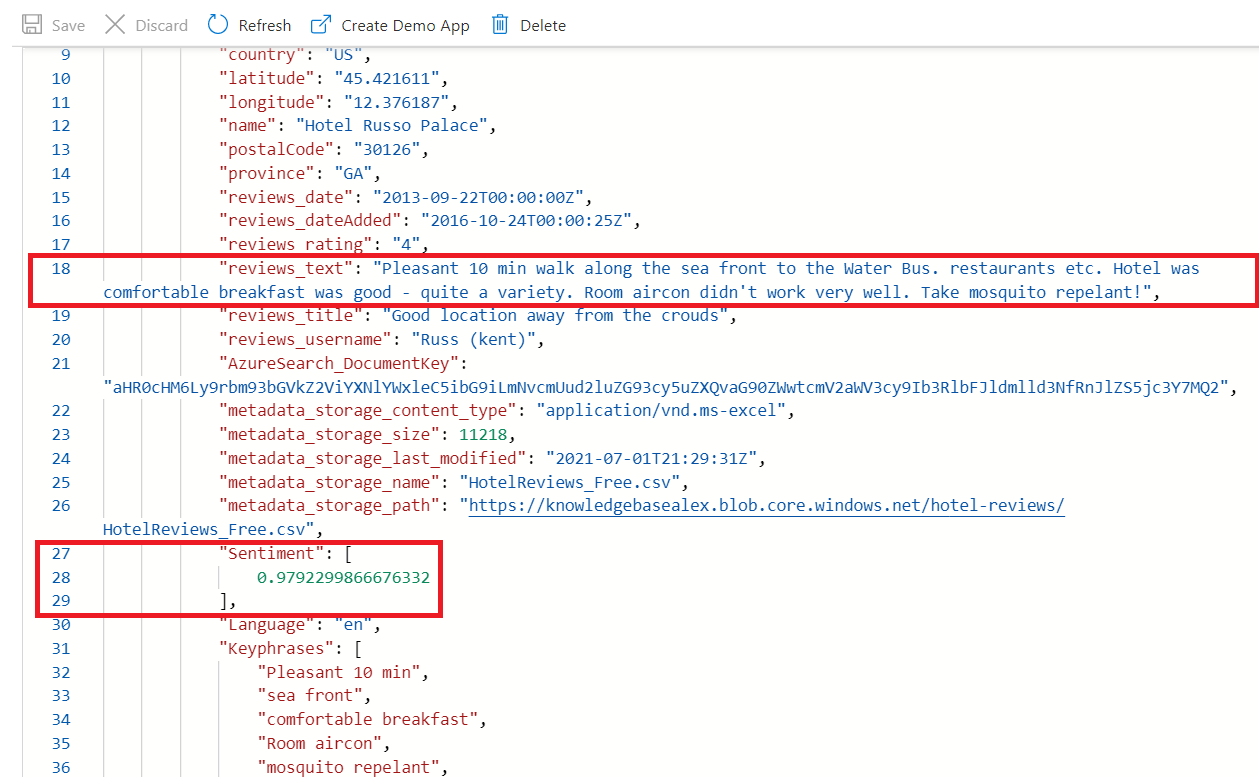 Save Discard Refresh Create Demo App Delete
9 "country": "US",
10 "latitude": "45.421611",
11 "longitude": "12.376187",
12 "name": "Hotel Russo Palace",
13 "postalCode": "30126",
14 "province": "GA",
15 "reviews_date": "2013-09-22T00:00:00Z",
16 "reviews_dateAdded": "2016-10-24T00:00:25Z",
17 "reviews_rating": "4",
18 "reviews_text": "Pleasant 10 min walk along the sea front to the Water Bus. restaurants etc. Hotel was
comfortable breakfast was good - quite a variety. Room aircon didn't work very well. Take mosquito repelant!",
19 "reviews_title": "Good location away from the crouds",
20 "reviews_username": "Russ (kent)",
21 "AzureSearch_DocumentKey":
"aHR0cHM6Ly9rbm93bGVkZ2ViYXNlYWxleC5ibG9iLmNvcmUud2luZG93cy5uZXQvaG90ZWwtcmV2aWV3cy9Ib3RlbFJldmlld3NfRnJlZS5jc3Y7MQ2",
22 "metadata_storage_content_type": "application/vnd.ms-excel",
23 "metadata_storage_size": 11218,
24 "metadata_storage_last_modified": "2021-07-01T21:29:31Z",
25 "metadata_storage_name": "HotelReviews_Free.csv",
26 "metadata_storage_path": "https://knowledgebasealex.blob.core.windows.net/hotel-reviews/
HotelReviews_Free.csv",
27 "Sentiment": [
28 0.9792299866676332
29 ],
30 "Language": "en",
31 "Keyphrases": [
32 "Pleasant 10 min",
33 "sea front",
34 "comfortable breakfast",
35 "Room aircon",
36 "mosquito repelant",